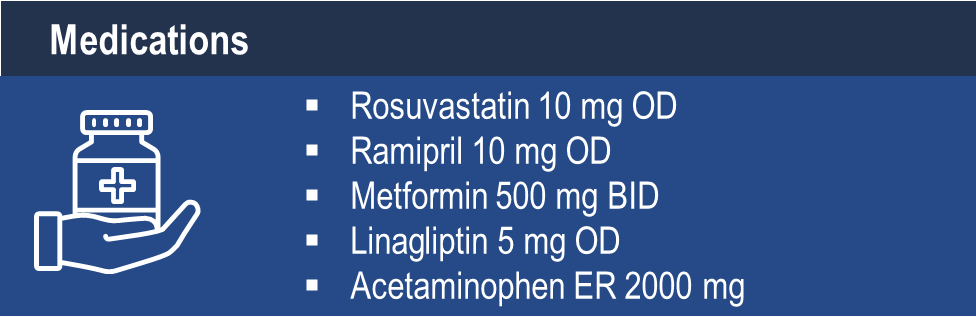 Medications
▪ Rosuvastatin 10 mg OD
▪ Ramipril 10 mg OD
▪ Metformin 500 mg BID
▪ Linagliptin 5 mg OD
▪ Acetaminophen ER 2000 mg